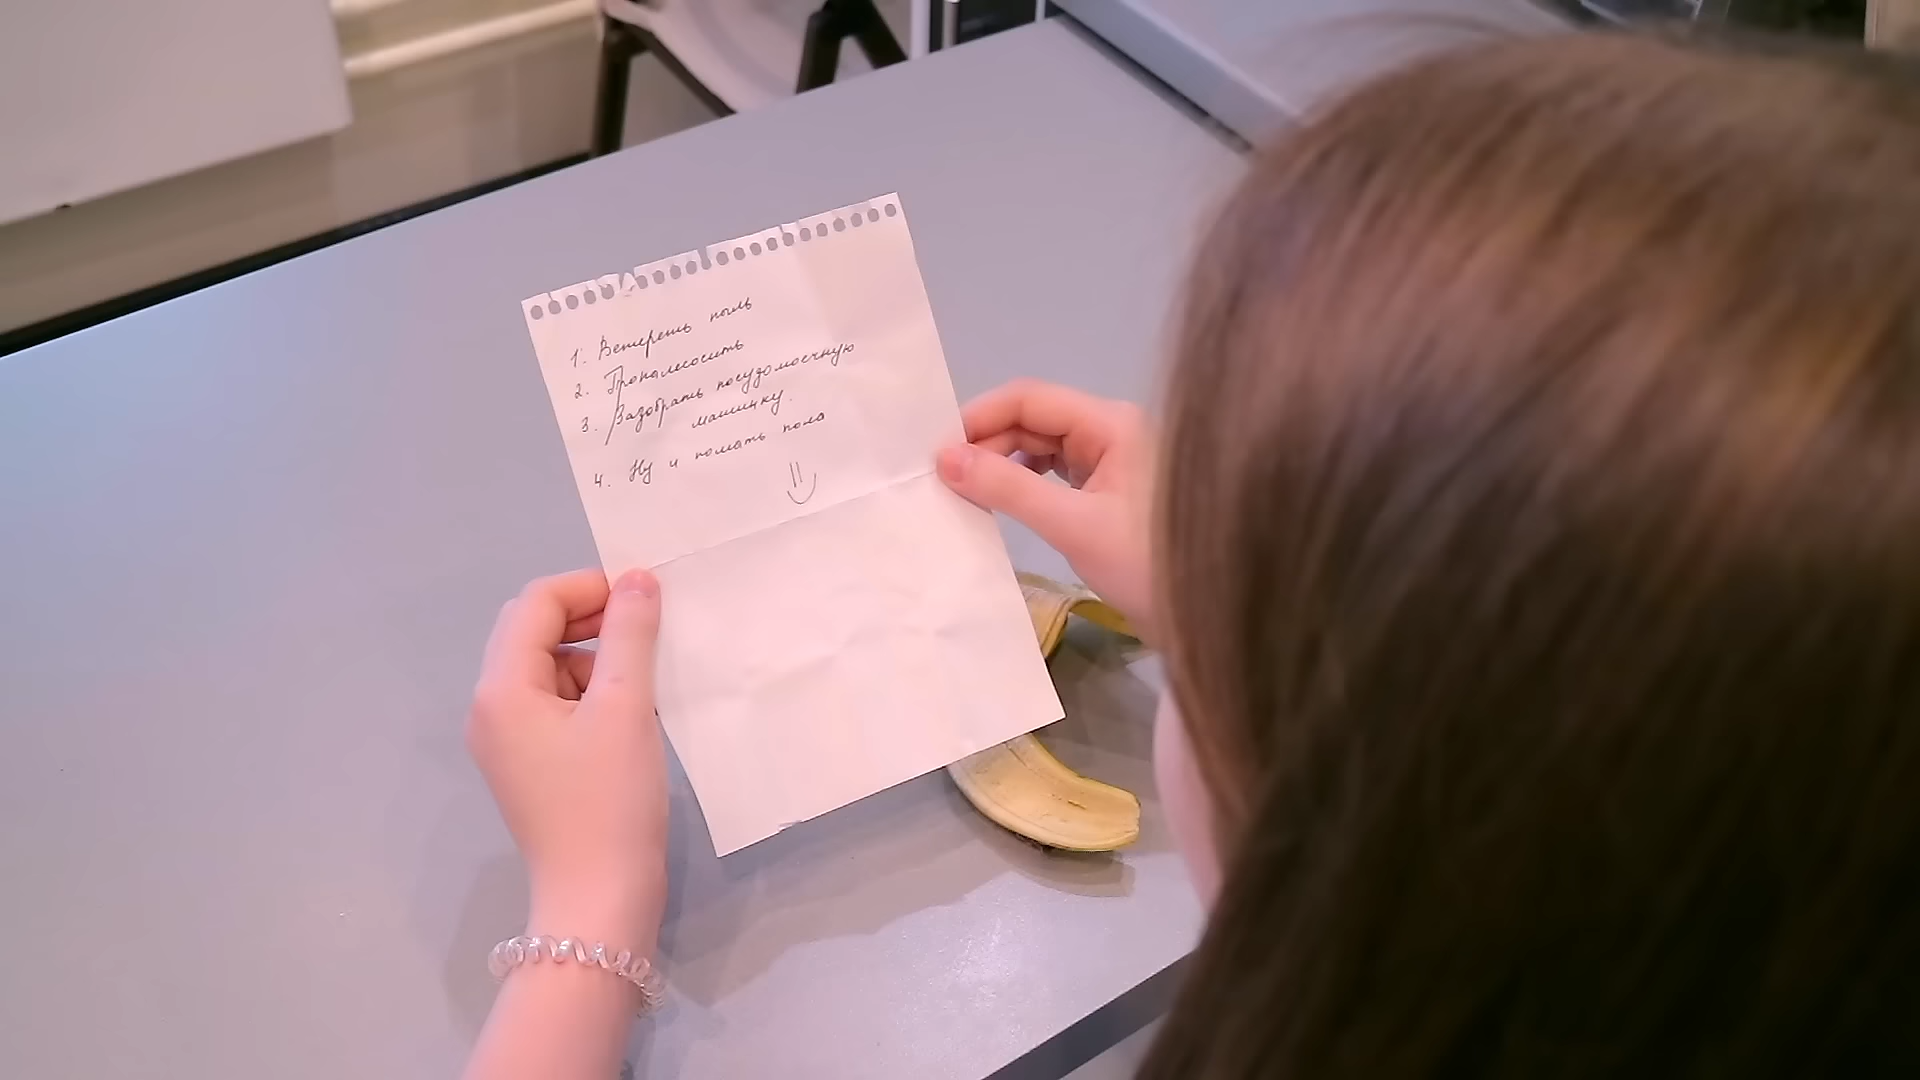 1. Вытереть пыль
2. Пропылесосить
3. Разобрать посудомоечную
машинку.
4. Ну и помыть пола